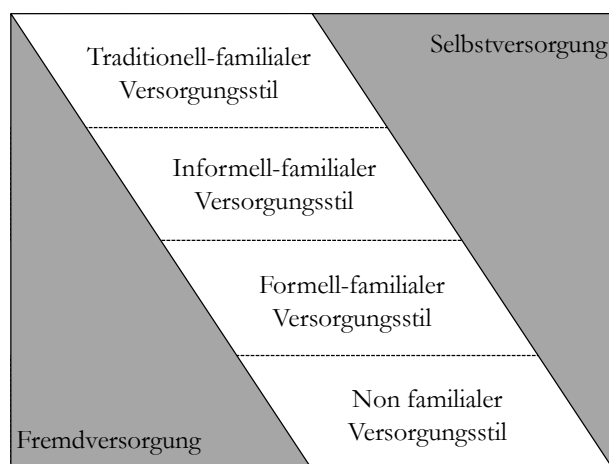 Traditionell-familialer
Versorgungsstil
Selbstversorgung
Informell-familialer
Versorgungsstil
Formell-familialer
Versorgungsstil
Non familialer
Versorgungsstil
Fremdversorgung